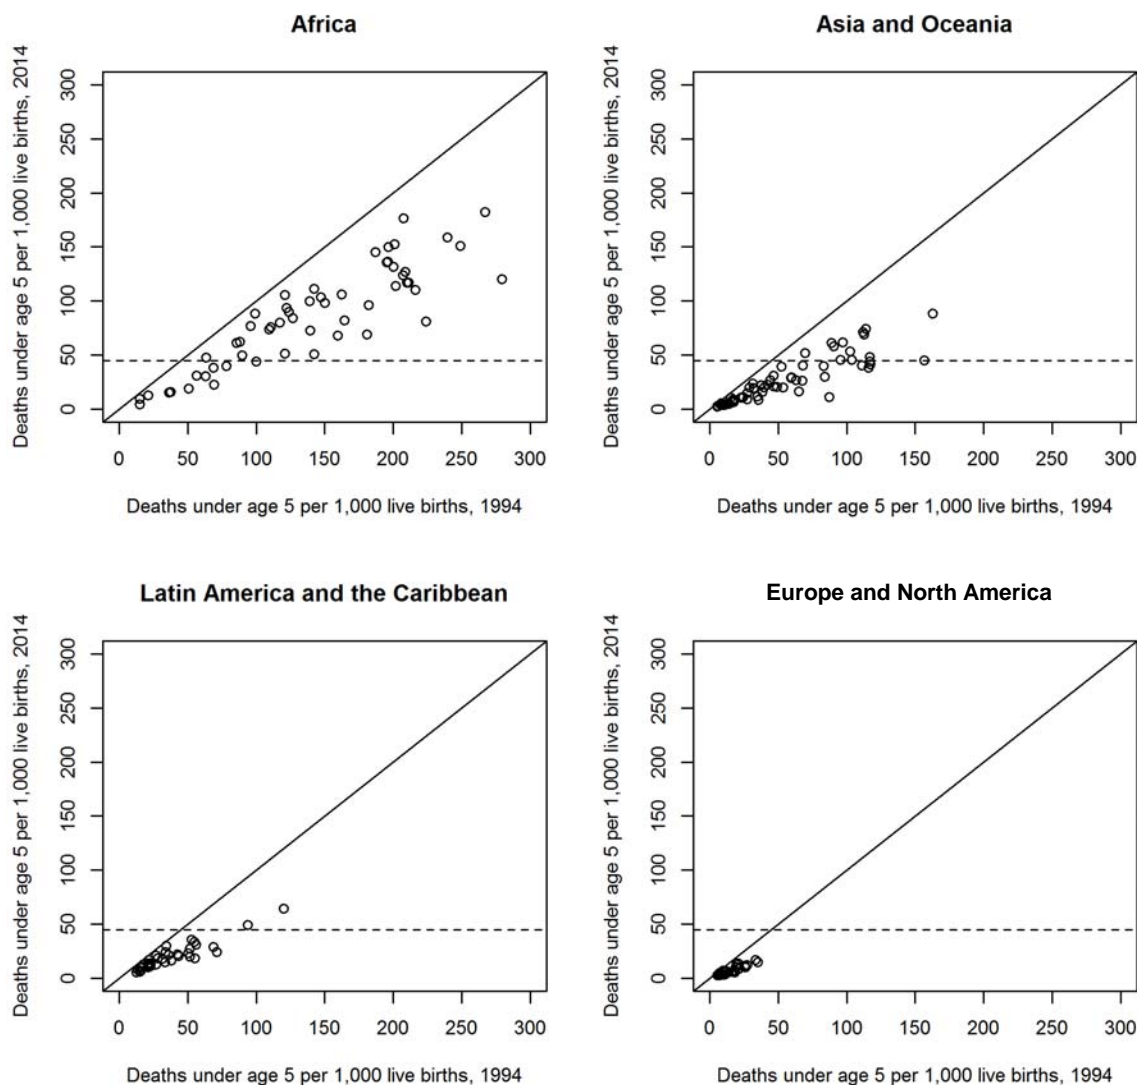 Africa
Deaths under age 5 per 1,000 live births, 2014
300
250
200
150
100
50
0
0 50 100 150 200 250 300
Deaths under age 5 per 1,000 live births, 1994
Asia and Oceania
Deaths under age 5 per 1,000 live births, 2014
300
250
200
150
100
50
0
0 50 100 150 200 250 300
Deaths under age 5 per 1,000 live births, 1994
Latin America and the Caribbean
Deaths under age 5 per 1,000 live births, 2014
300
250
200
150
100
50
0
0 50 100 150 200 250 300
Deaths under age 5 per 1,000 live births, 1994
Europe and North America
Deaths under age 5 per 1,000 live births, 2014
300
250
200
150
100
50
0
0 50 100 150 200 250 300
Deaths under age 5 per 1,000 live births, 1994